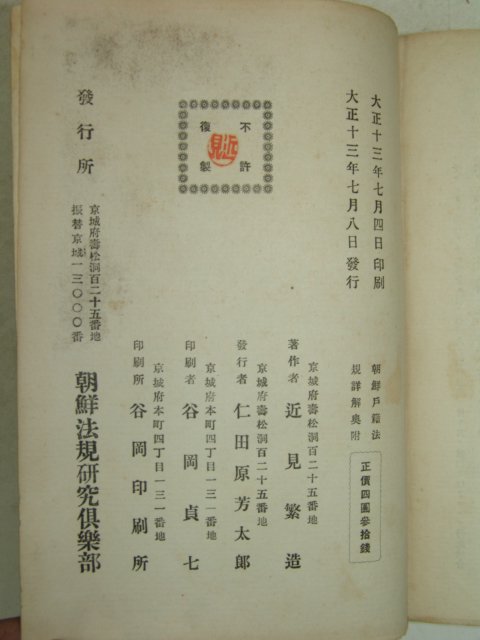 大正十三年七月四日印刷
大正十三年七月八日發行
朝鮮戶籍法
規詳解奧附
正價四圓參拾錢
不許
復製
近見
京城府壽松洞百二十五番地
著作者 近見繁造
京城府壽松洞百二十五番地
發行者 仁田原芳太郎
京城府本町四丁目一三一番地
印刷者 谷岡貞七
京城府本町四丁目一三一番地
印刷所 谷岡印刷所
發行所
京城府壽松洞百二十五番地
振替京城一三〇〇〇番
朝鮮法規硏究俱樂部